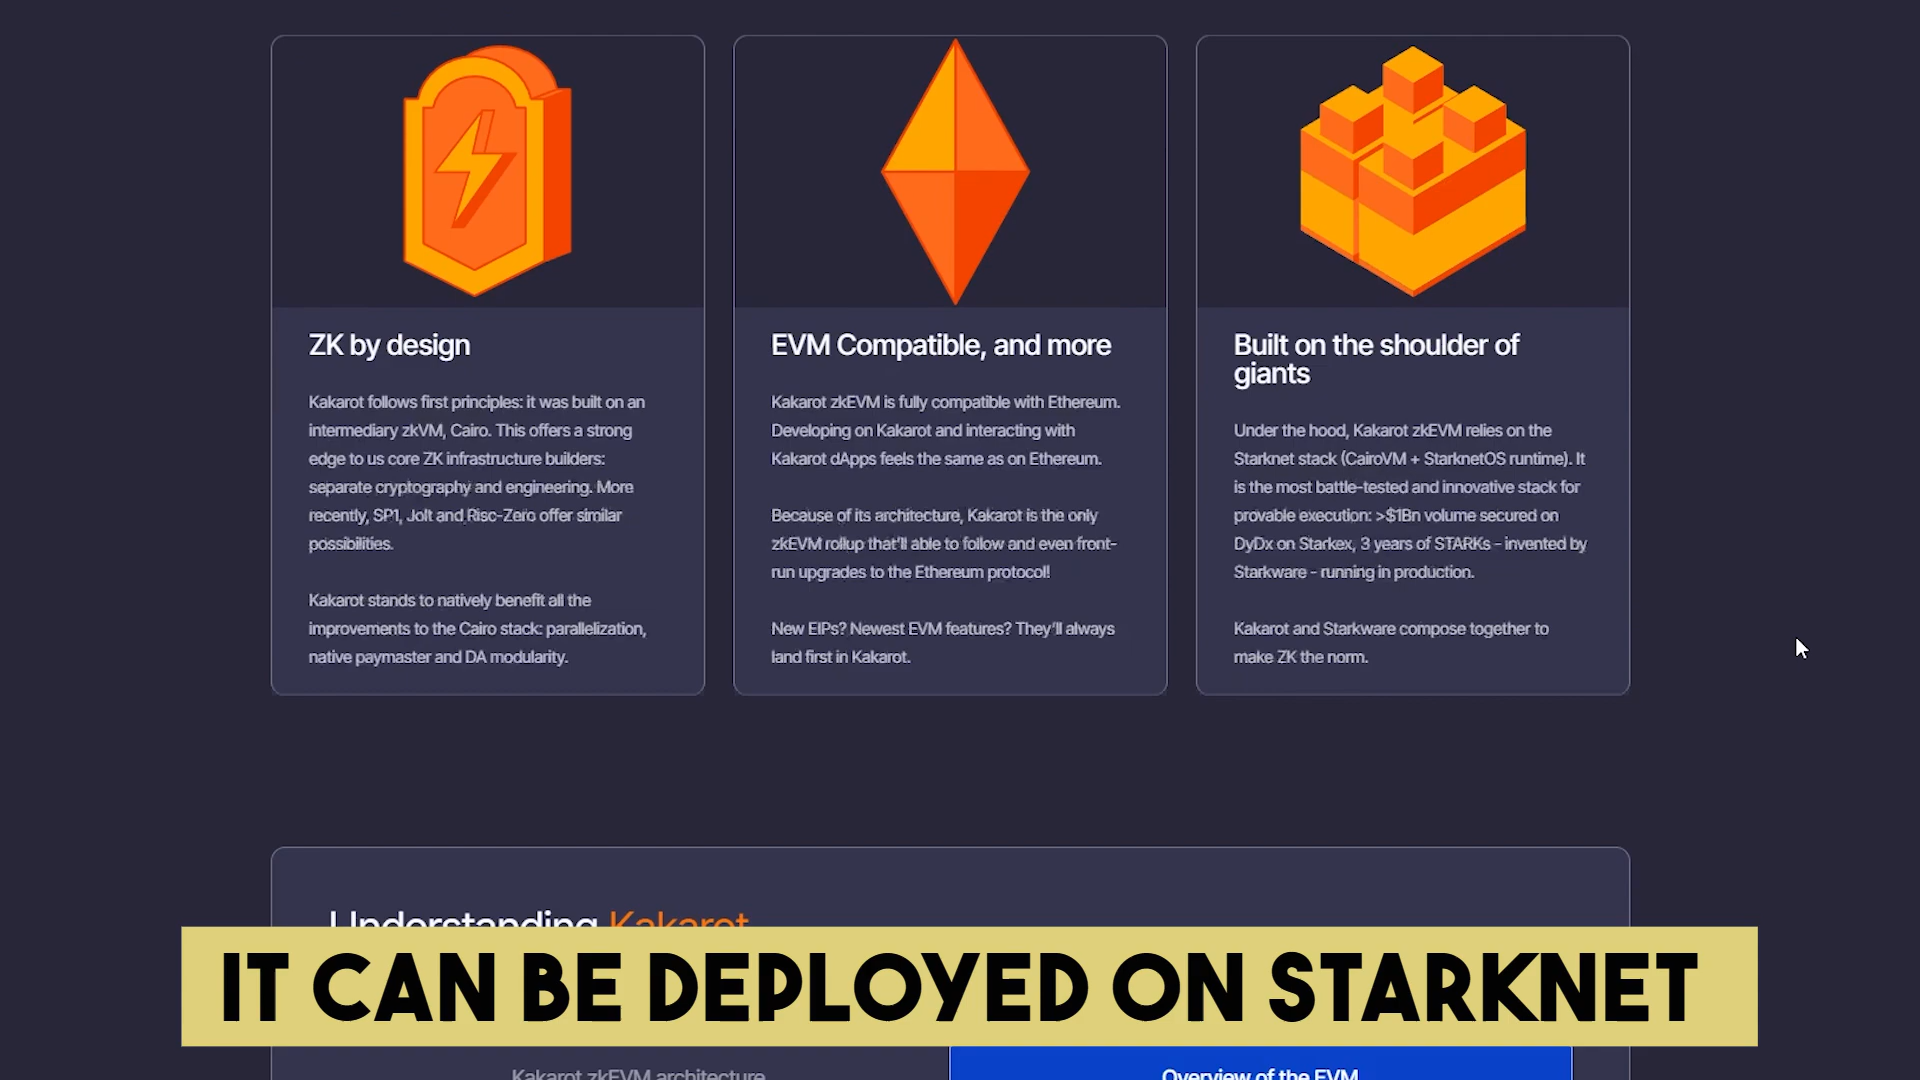 ZK by design
Kakarot follows first principles: it was built on an
intermediary zkVM, Cairo. This offers a strong
edge to us core ZK infrastructure builders:
separate cryptography and engineering. More
recently, SP1, Jolt and Risc-Zero offer similar
possibilities.
Kakarot stands to natively benefit all the
improvements to the Cairo stack: parallelization,
native paymaster and DA modularity.
EVM Compatible, and more
Kakarot zkEVM is fully compatible with Ethereum.
Developing on Kakarot and interacting with
Kakarot dApps feels the same as on Ethereum.
Because of its architecture, Kakarot is the only
zkEVM rollup that'll able to follow and even front-
run upgrades to the Ethereum protocol!
New EIPs? Newest EVM features? They'll always
land first in Kakarot.
Built on the shoulder of
giants
Under the hood, Kakarot zkEVM relies on the
Starknet stack (CairoVM + StarknetOS runtime). It
is the most battle-tested and innovative stack for
provable execution: >$1Bn volume secured on
DyDx on Starkex, 3 years of STARKs - invented by
Starkware - running in production.
Kakarot and Starkware compose together to
make ZK the norm.
Understanding Kakarot
IT CAN BE DEPLOYED ON STARKNET
Kakarot zkEVM architecture
Overview of the EVM